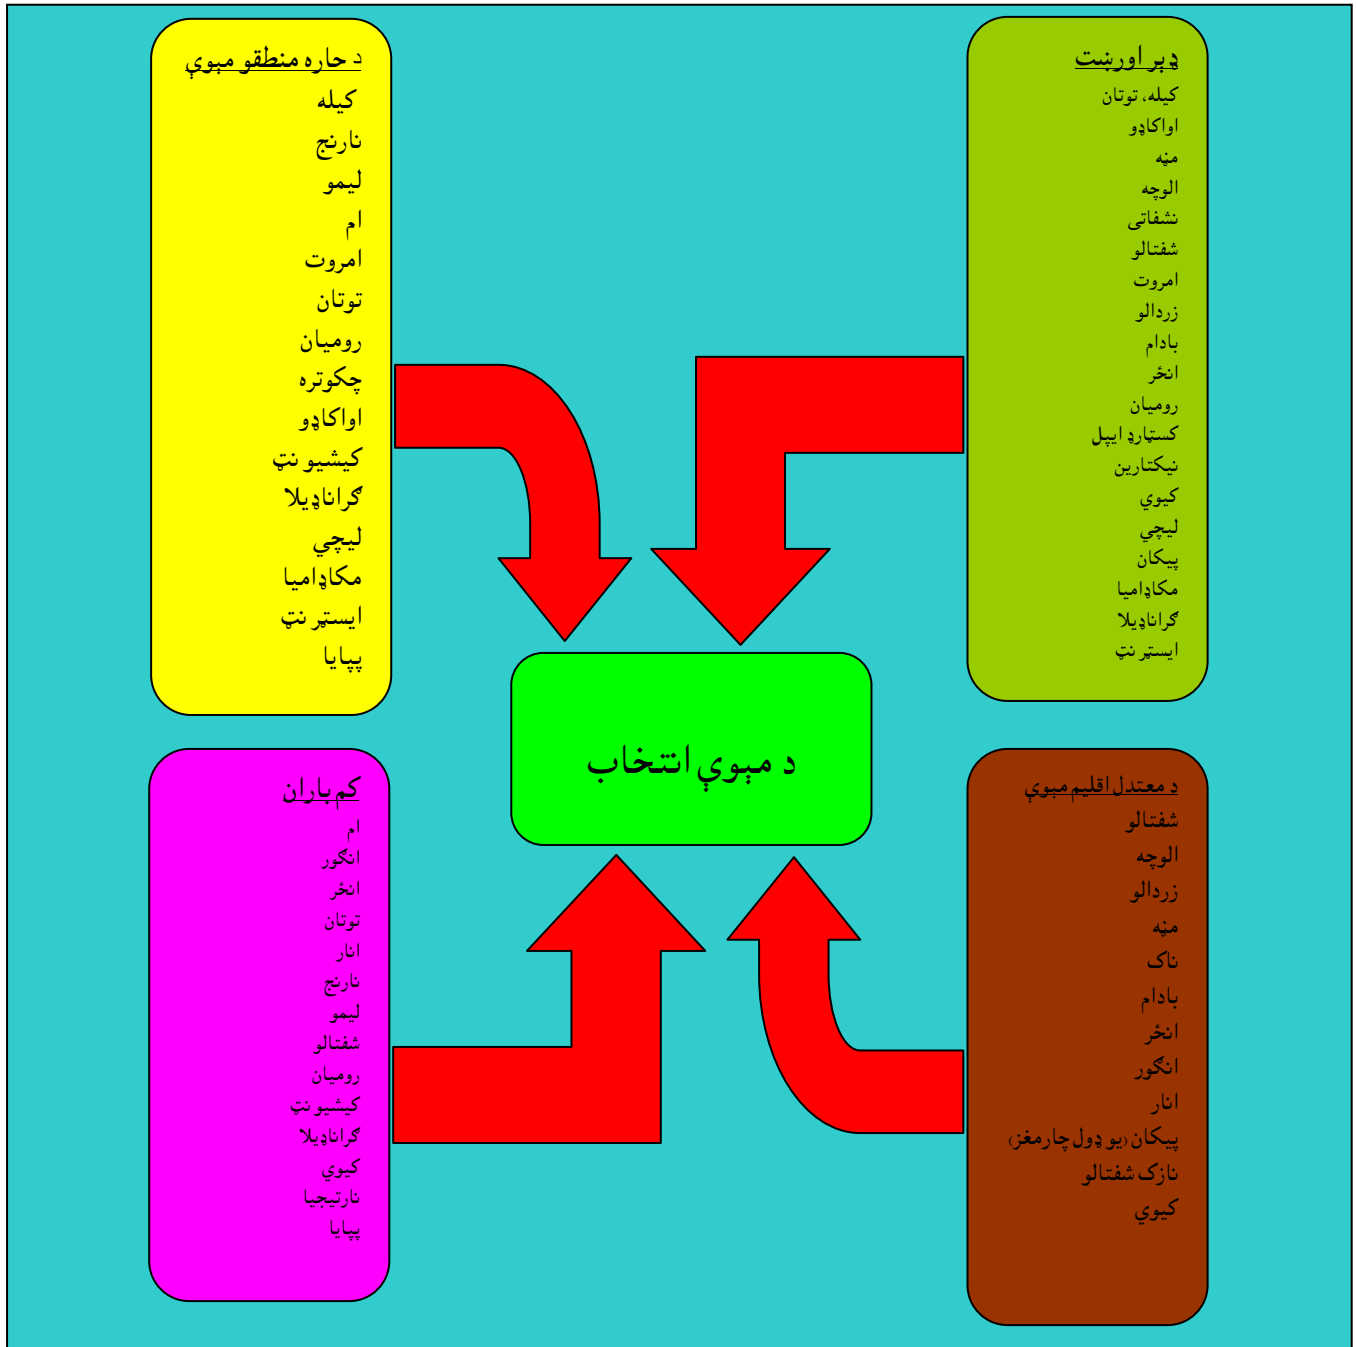 ډېر اورښت
کیله، توتان
اواکاډو
مڼه
الوچه
نشفاتی
شفتالو
امروت
زردالو
بادام
انځر
رومیان
کسټارډ ایپل
نیکتارین
کیوي
لیچي
پیکان
مکاډامیا
ګراناډیلا
ایسټر نټ
د حاره منطقو مېوې
کیله
نارنج
لیمو
ام
امروت
توتان
رومیان
چکوتره
اواکاډو
کیشیو نټ
ګراناډیلا
لیچي
مکاډامیا
ایسټر نټ
پپایا
د مېوې انتخاب
د معتدل اقلیم مېوې
شفتالو
الوچه
زردالو
مڼه
ناک
بادام
انځر
انګور
انار
پیکان (یو ډول چارمغز)
نازک شفتالو
کیوي
کم باران
ام
انګور
انځر
توتان
انار
نارنج
لیمو
شفتالو
رومیان
کیشیو نټ
ګراناډیلا
کیوي
نارتیجیا
پپایا